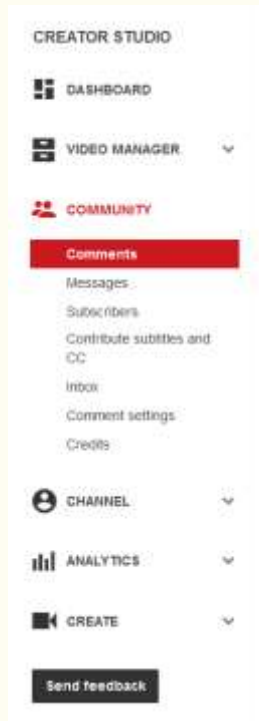 CREATOR STUDIO
DASHBOARD
VIDEO MANAGER
COMMUNITY
Comments
Messages
Subscribers
Contribute subtitles and
CC
Inbox
Comment settings
Credits
CHANNEL
ANALYTICS
CREATE
Send feedback